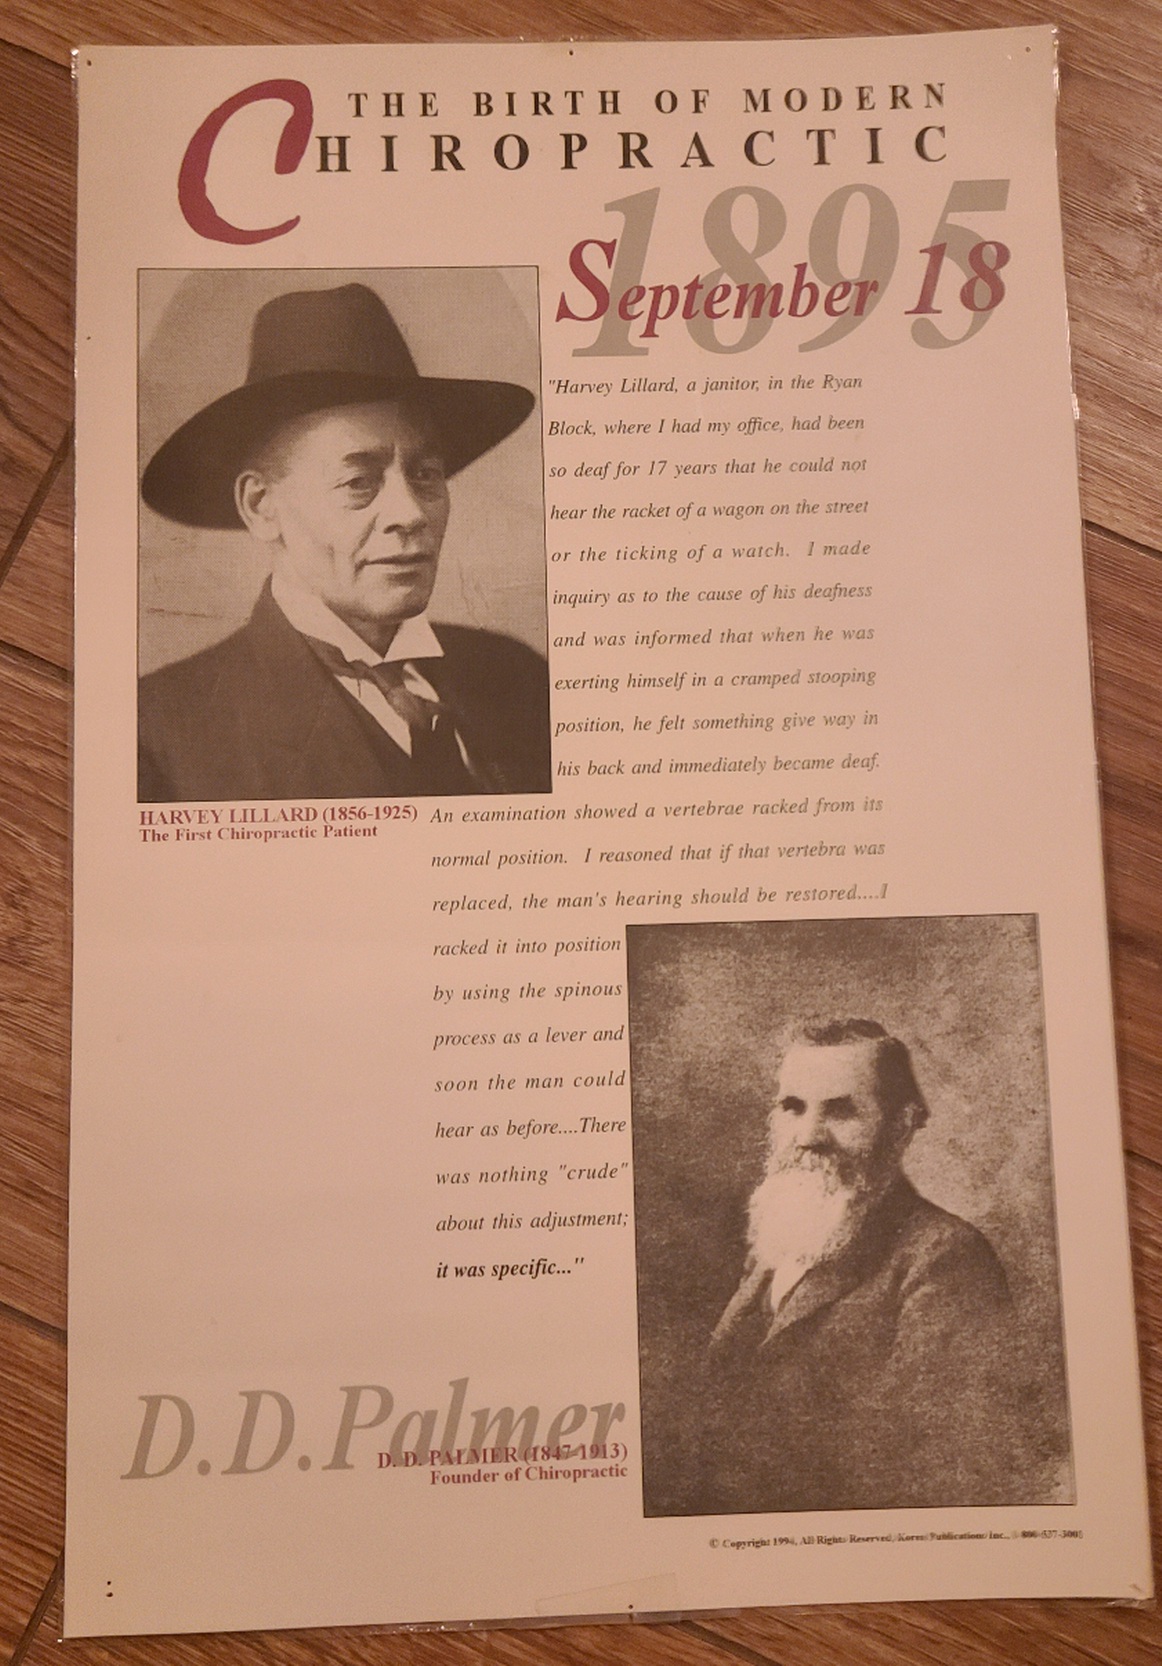 THE BIRTH OF MODERN
CHIROPRACTIC
1895
September 18
"Harvey Lillard, a janitor, in the Ryan
Block, where I had my office, had been
so deaf for 17 years that he could not
hear the racket of a wagon on the street
or the ticking of a watch. I made
inquiry as to the cause of his deafness
and was informed that when he was
exerting himself in a cramped stooping
position, he felt something give way in
his back and immediately became deaf.
HARVEY LILLARD (1856-1925)
The First Chiropractic Patient
An examination showed a vertebrae racked from its
normal position. I reasoned that if that vertebra was
replaced, the man's hearing should be restored....I
racked it into position
by using the spinous
process as a lever and
soon the man could
hear as before....There
was nothing "crude"
about this adjustment;
it was specific..."
D.D.Palmer
D. D. PALMER (1847-1913)
Founder of Chiropractic
© Copyright 1994, All Rights Reserved, Publications Inc.,